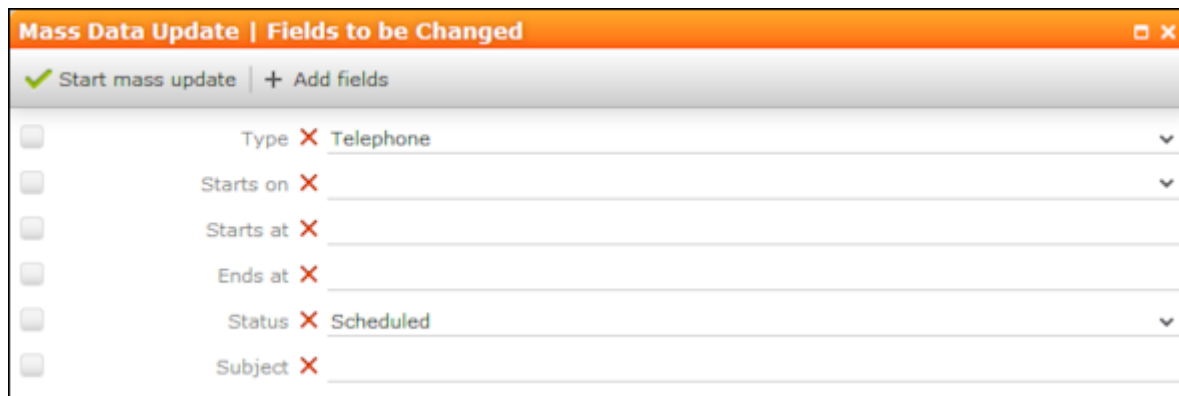 Mass Data Update | Fields to be Changed
Start mass update | + Add fields
Type Telephone
Starts on
Starts at
Ends at
Status Scheduled
Subject